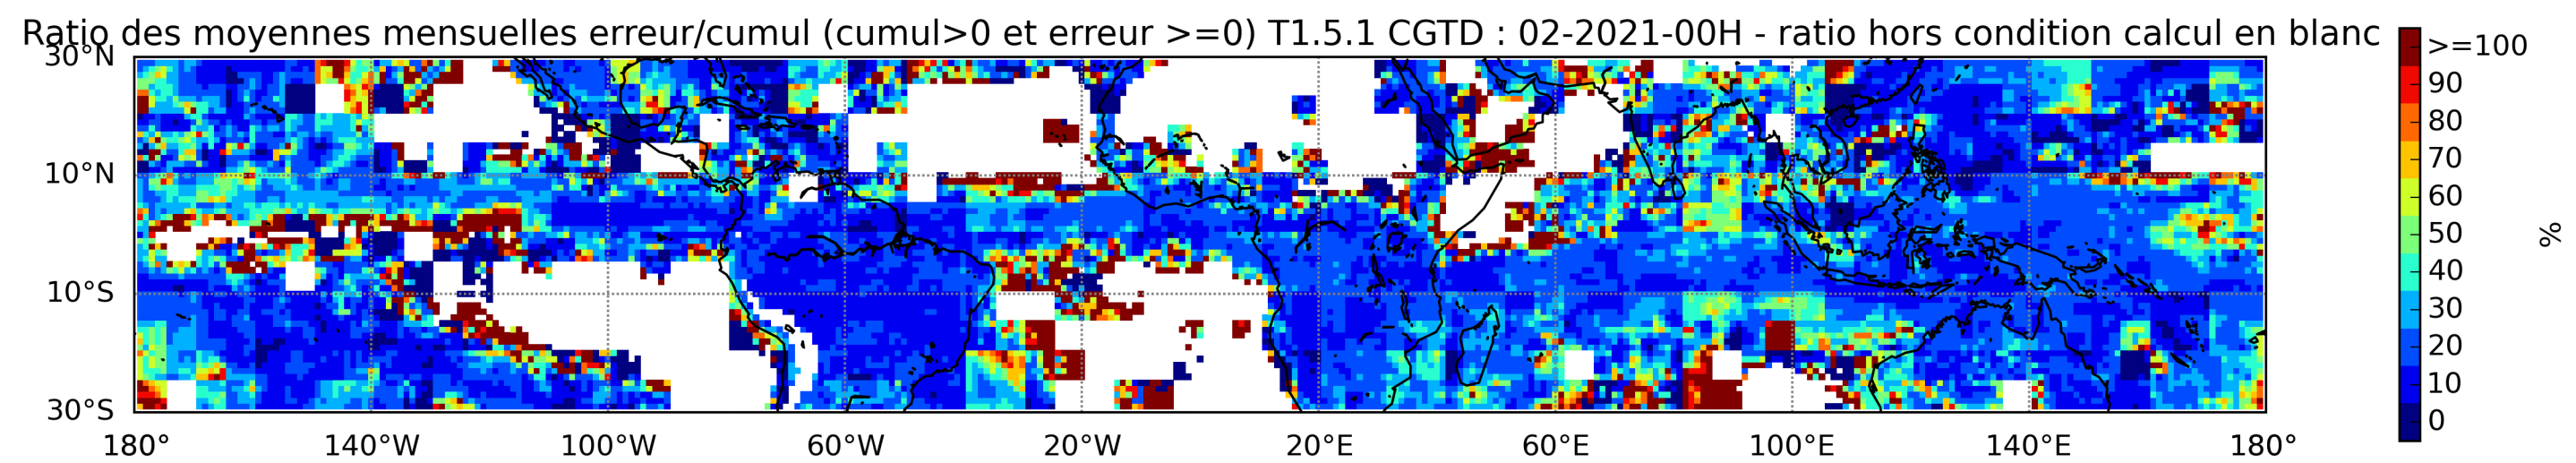 Ratio des moyennes mensuelles erreur/cumul (cumul>0 et erreur >=0) T1.5.1 CGTD : 02-2021-00H - ratio hors condition calcul en blanc
30°N
10°N
10°S
30°S
180°
140°W
100°W
60°W
20°W
20°E
60°E
100°E
140°E
180°
>=100
90
80
70
60
50
40
30
20
10
0
%